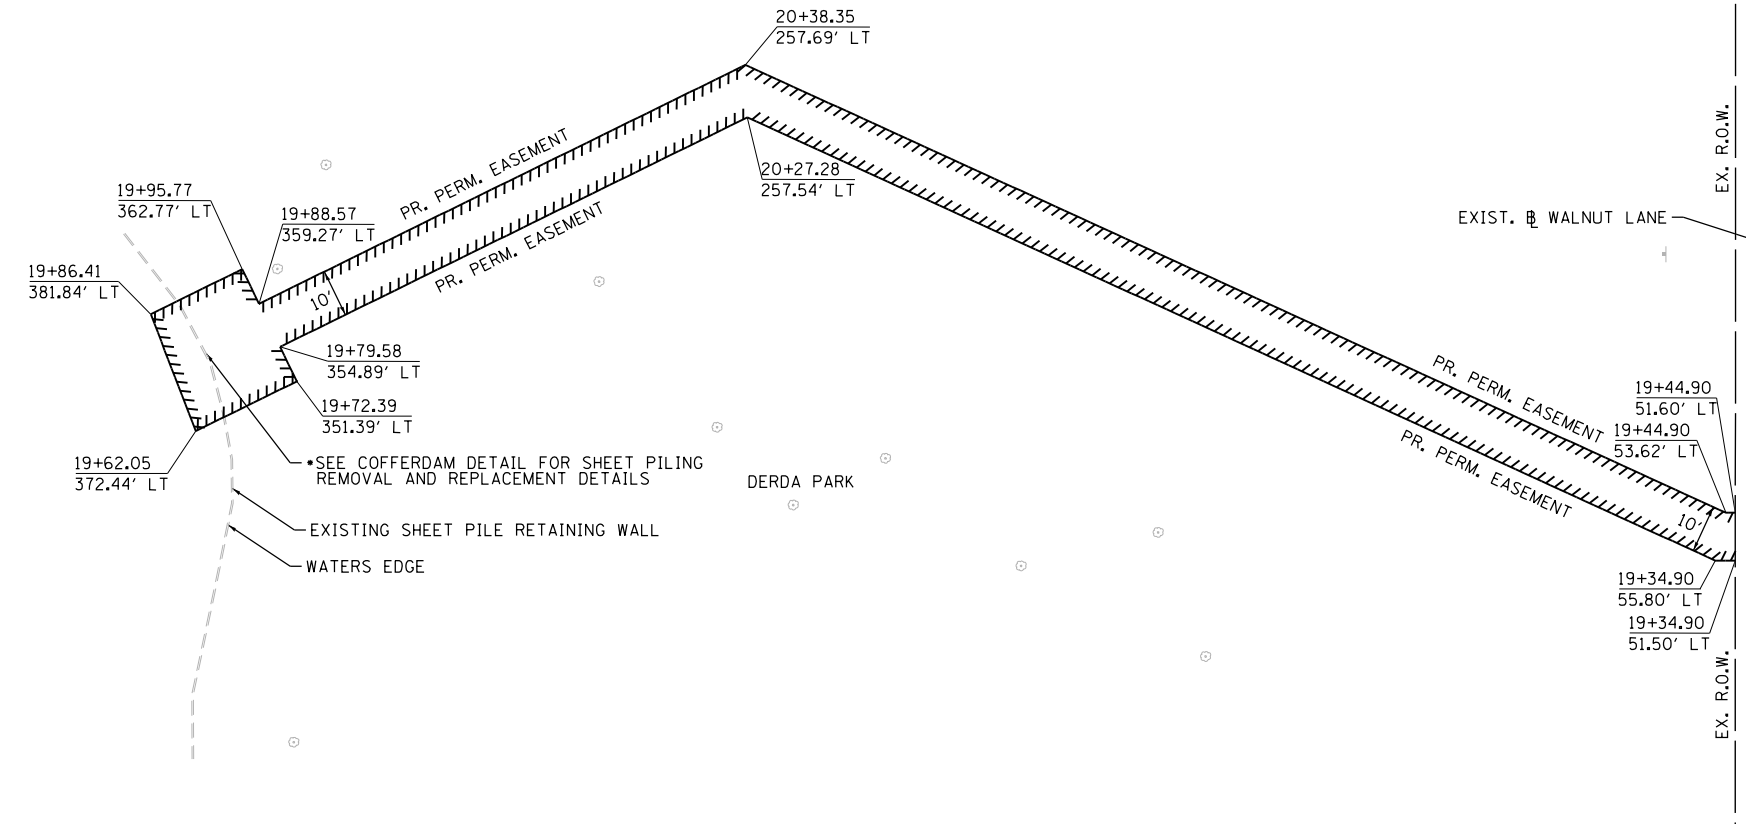 20+38.35
257.69' LT
PR. PERM. EASEMENT
EX. R.O.W.
20+27.28
257.54' LT
19+95.77
362.77' LT
19+88.57
359.27' LT
PR. PERM. EASEMENT
EXIST. BL WALNUT LANE
19+86.41
381.84' LT
10'
19+79.58
354.89' LT
PR. PERM. EASEMENT
19+44.90
51.60' LT
19+72.39
351.39' LT
19+44.90
53.62' LT
PR. PERM. EASEMENT
19+62.05
372.44' LT
*SEE COFFERDAM DETAIL FOR SHEET PILING
REMOVAL AND REPLACEMENT DETAILS
DERDA PARK
10'
EXISTING SHEET PILE RETAINING WALL
WATERS EDGE
19+34.90
55.80' LT
19+34.90
51.50' LT
EX. R.O.W.